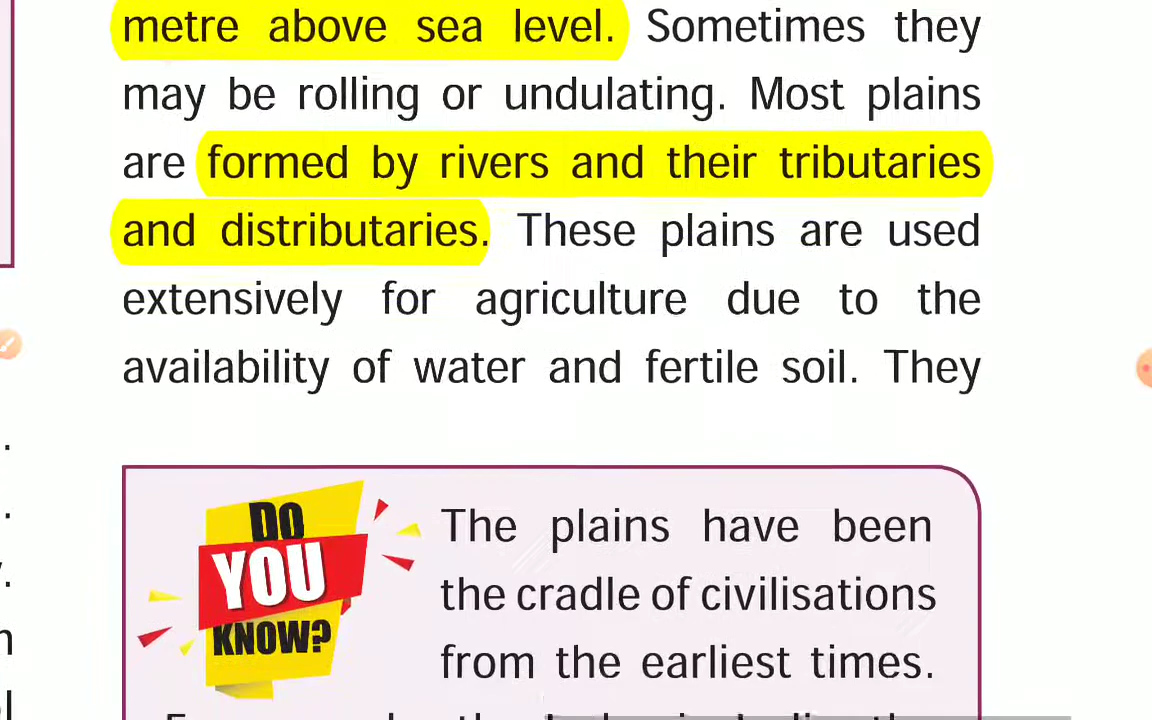 metre above sea level. Sometimes they
may be rolling or undulating. Most plains
are formed by rivers and their tributaries
and distributaries. These plains are used
extensively for agriculture due to the
availability of water and fertile soil. They
DO
YOU
KNOW?
The plains have been
the cradle of civilisations
from the earliest times.